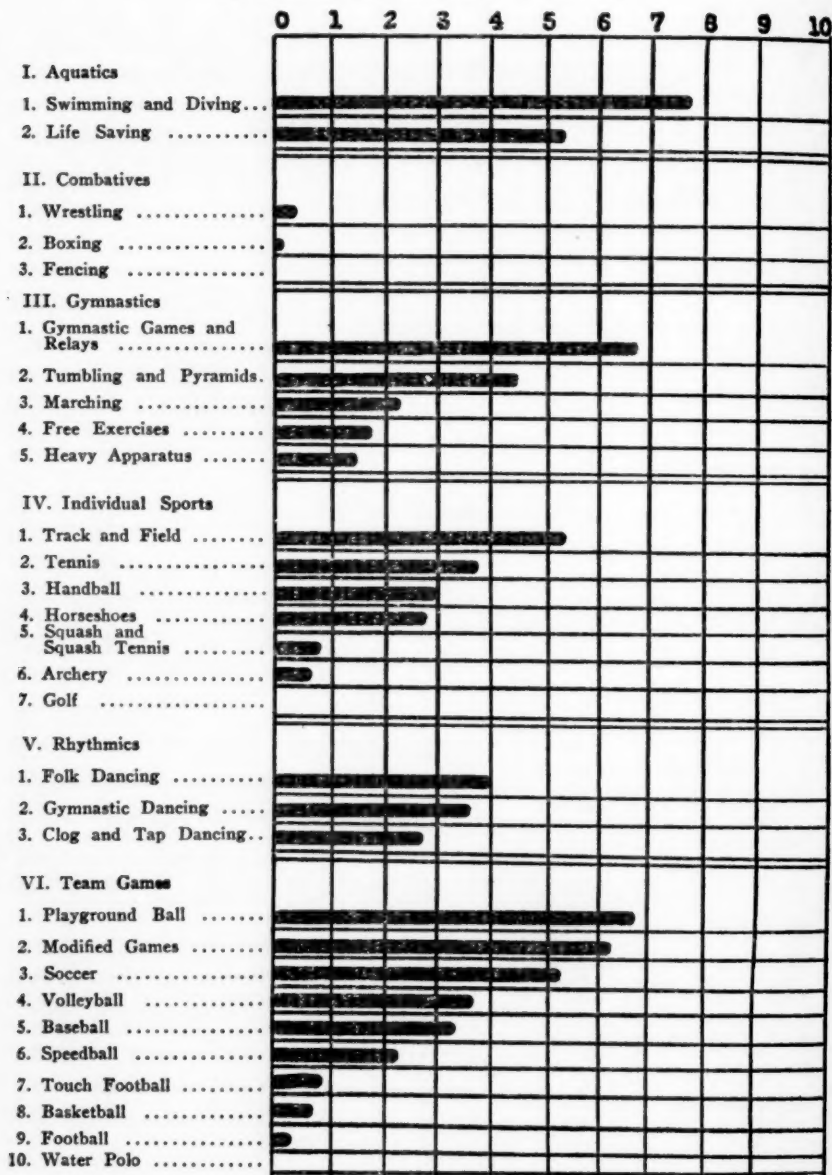 0 1 2 3 4 5 6 7 8 9 10
I. Aquatics
1. Swimming and Diving...
2. Life Saving ..........
II. Combatives
1. Wrestling ..............
2. Boxing ...............
3. Fencing ..............
III. Gymnastics
1. Gymnastic Games and
Relays ...............
2. Tumbling and Pyramids.
3. Marching .............
4. Free Exercises ........
5. Heavy Apparatus ......
IV. Individual Sports
1. Track and Field .......
2. Tennis ...............
3. Handball .............
4. Horseshoes ...........
5. Squash and
Squash Tennis ........
6. Archery ..............
7. Golf .................
V. Rhythmics
1. Folk Dancing .........
2. Gymnastic Dancing .....
3. Clog and Tap Dancing..
VI. Team Games
1. Playground Ball .......
2. Modified Games ........
3. Soccer ...............
4. Volleyball ............
5. Baseball ..............
6. Speedball .............
7. Touch Football ........
8. Basketball ............
9. Football ..............
10. Water Polo ...........